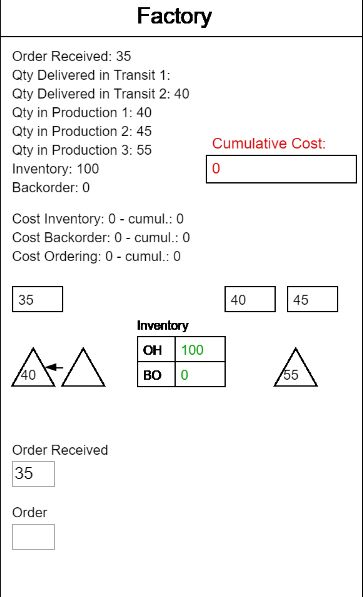 Factory
Order Received: 35
Qty Delivered in Transit 1:
Qty Delivered in Transit 2: 40
Qty in Production 1: 40
Qty in Production 2: 45
Qty in Production 3: 55
Cumulative Cost:
Inventory: 100
0
Backorder: 0
Cost Inventory: 0 - cumul.: 0
Cost Backorder: 0 - cumul.: 0
Cost Ordering: 0 - cumul.: 0
35 40 45
Inventory
OH 100
40 BO 0 55
Order Received
35
Order